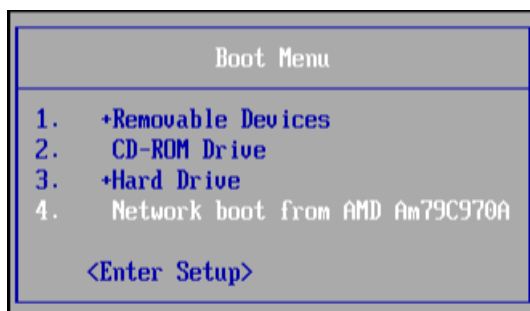 Boot Menu
1. +Removable Devices
2. CD-ROM Drive
3. +Hard Drive
4. Network boot from AMD Am79C970A
<Enter Setup>